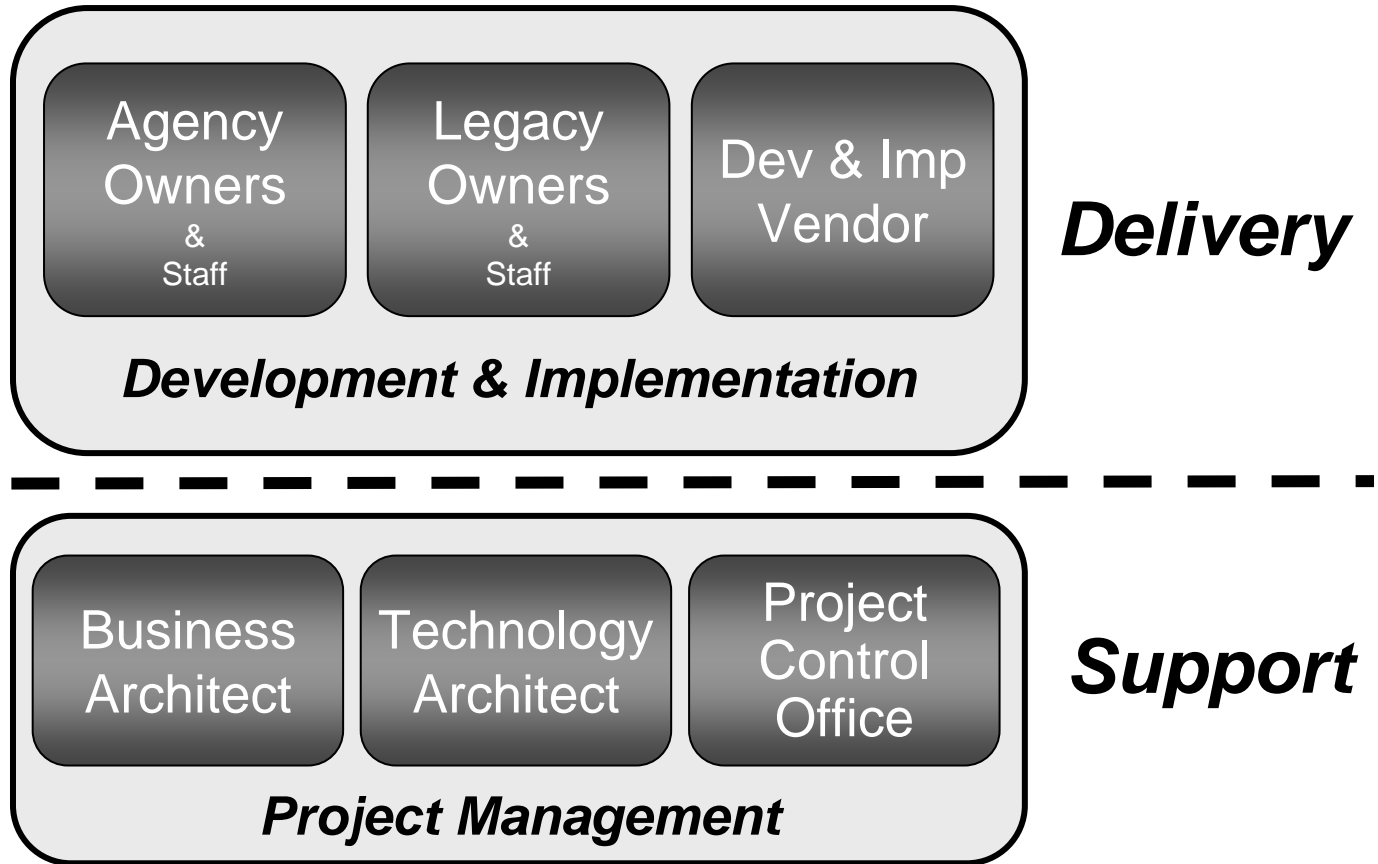 Agency
Owners
&
Staff
Legacy
Owners
&
Staff
Dev & Imp
Vendor
Development & Implementation
Delivery
Business
Architect
Technology
Architect
Project
Control
Office
Project Management
Support